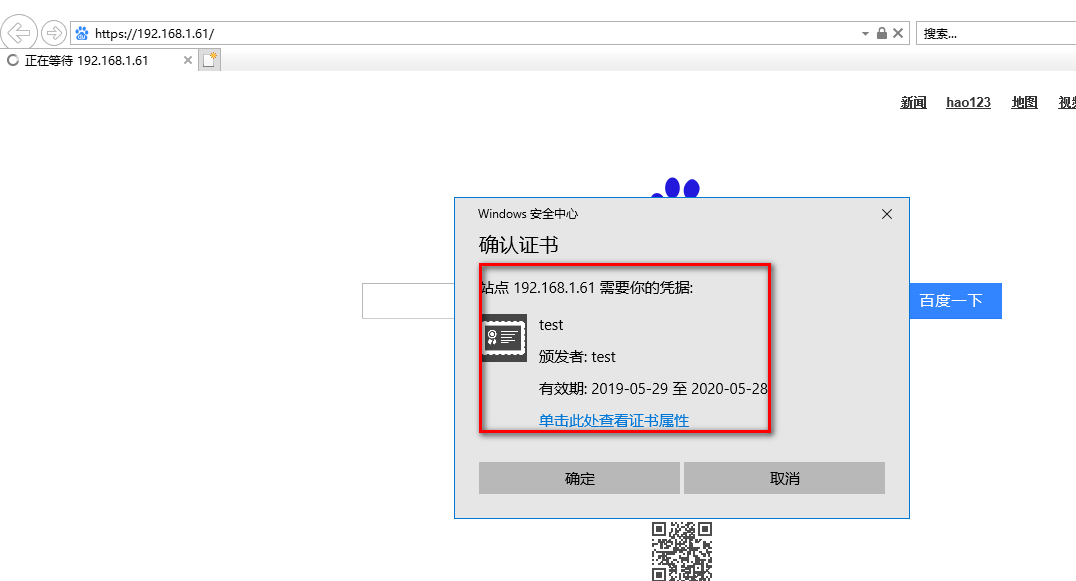 https://192.168.1.61/
搜索...
正在等待 192.168.1.61
新闻 hao123 地图 视频
Windows 安全中心
确认证书
站点 192.168.1.61 需要你的凭据:
test
颁发者: test
有效期: 2019-05-29 至 2020-05-28
单击此处查看证书属性
确定 取消
百度一下